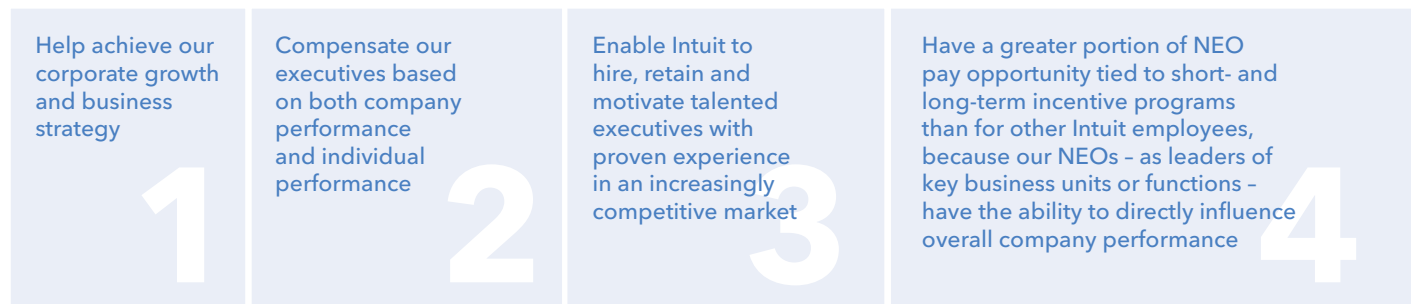 Help achieve our
corporate growth
and business
strategy
1
Compensate our
executives based
on both company
performance
and individual
performance
2
Enable Intuit to
hire, retain and
motivate talented
executives with
proven experience
in an increasingly
competitive market
3
Have a greater portion of NEO
pay opportunity tied to short- and
long-term incentive programs
than for other Intuit employees,
because our NEOs – as leaders of
key business units or functions –
have the ability to directly influence
overall company performance
4